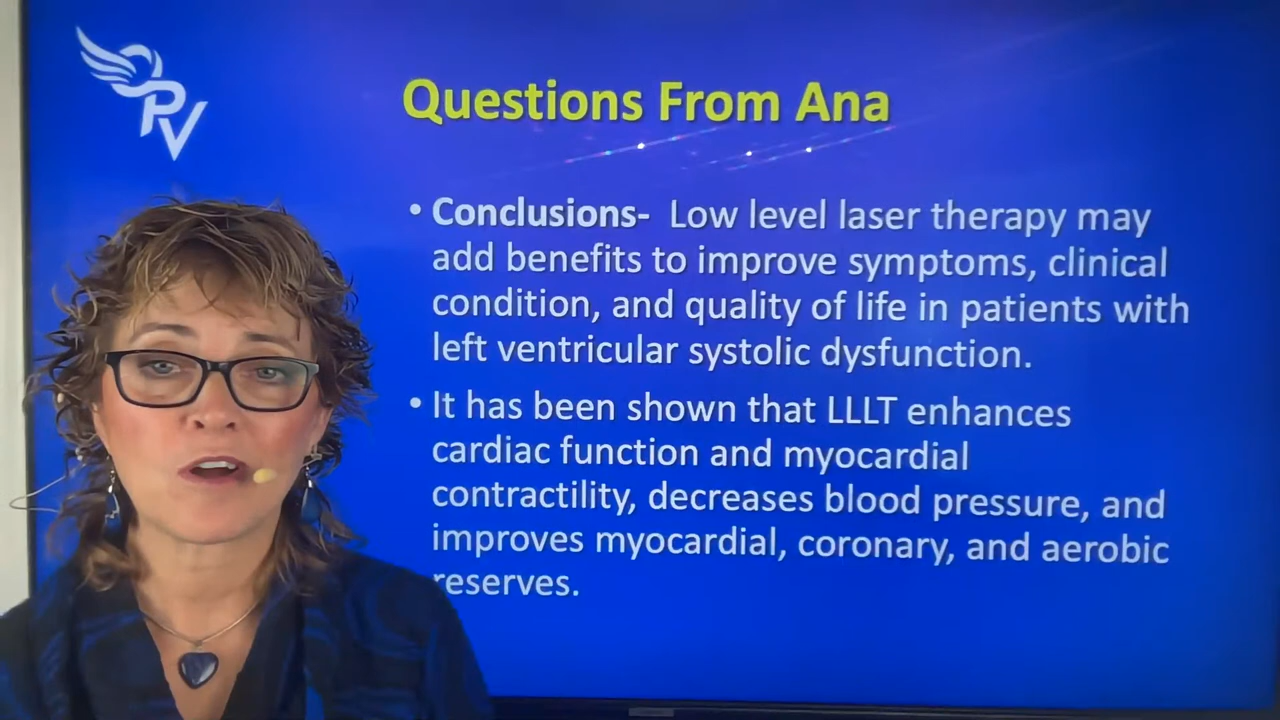 PV
Questions From Ana
• Conclusions- Low level laser therapy may
add benefits to improve symptoms, clinical
condition, and quality of life in patients with
left ventricular systolic dysfunction.
• It has been shown that LLLT enhances
cardiac function and myocardial
contractility, decreases blood pressure, and
improves myocardial, coronary, and aerobic
reserves.